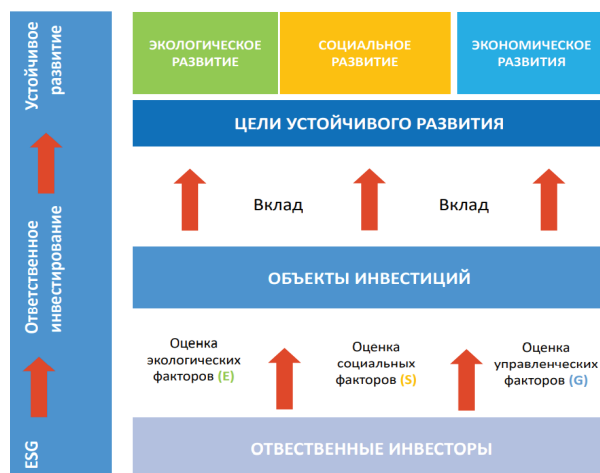 Устойчивое
развитие
Ответственное
инвестирование
ESG
ЭКОЛОГИЧЕСКОЕ
РАЗВИТИЕ
СОЦИАЛЬНОЕ
РАЗВИТИЕ
ЭКОНОМИЧЕСКОЕ
РАЗВИТИЯ
ЦЕЛИ УСТОЙЧИВОГО РАЗВИТИЯ
Вклад
Вклад
ОБЪЕКТЫ ИНВЕСТИЦИЙ
Оценка
экологических
факторов (E)
Оценка
социальных
факторов (S)
Оценка
управленческих
факторов (G)
ОТВЕСТВЕННЫЕ ИНВЕСТОРЫ